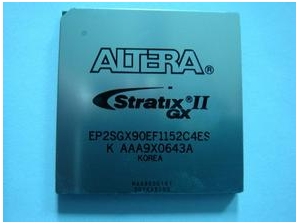 ALTERA®
Stratix® II
GX
EP2SGX90EF1152C4ES
K AAA9X0643A
KOREA